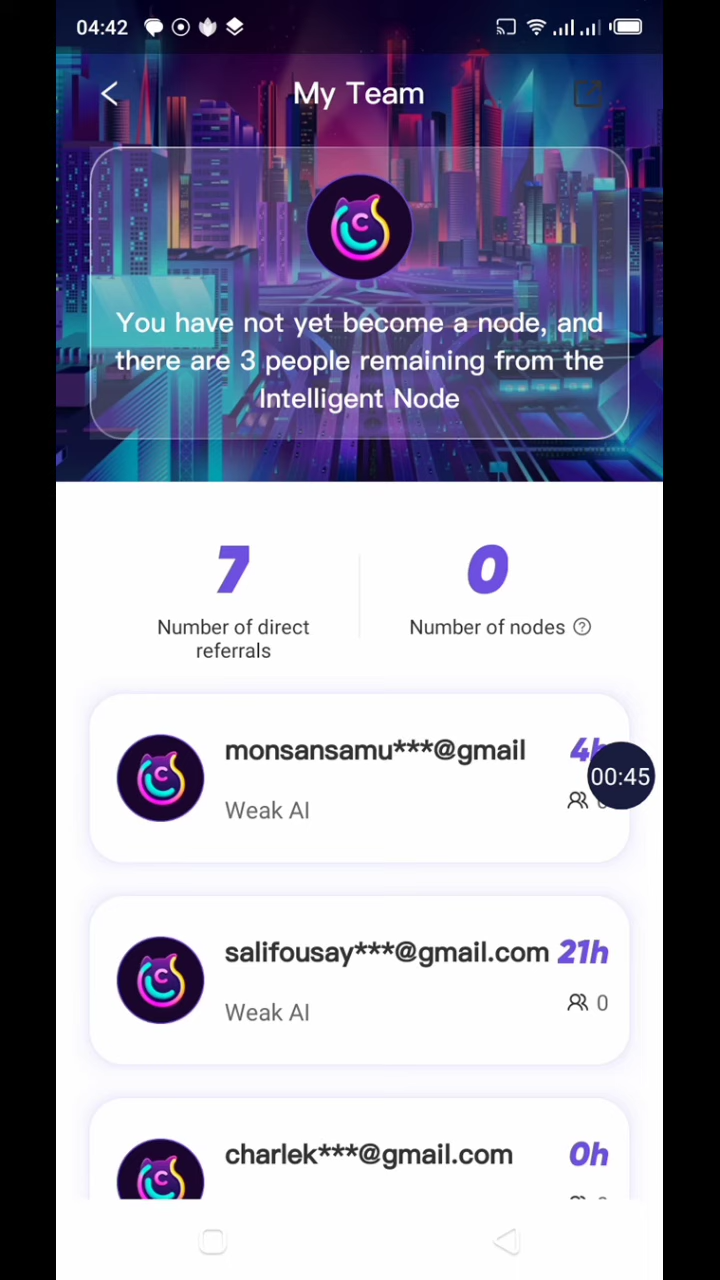 04:42
My Team
You have not yet become a node, and
there are 3 people remaining from the
Intelligent Node
7
Number of direct
referrals
0
Number of nodes ?
monsansamu***@gmail
00:45
Weak AI
salifousay***@gmail.com
21h
Weak AI
0
charlek***@gmail.com
0h